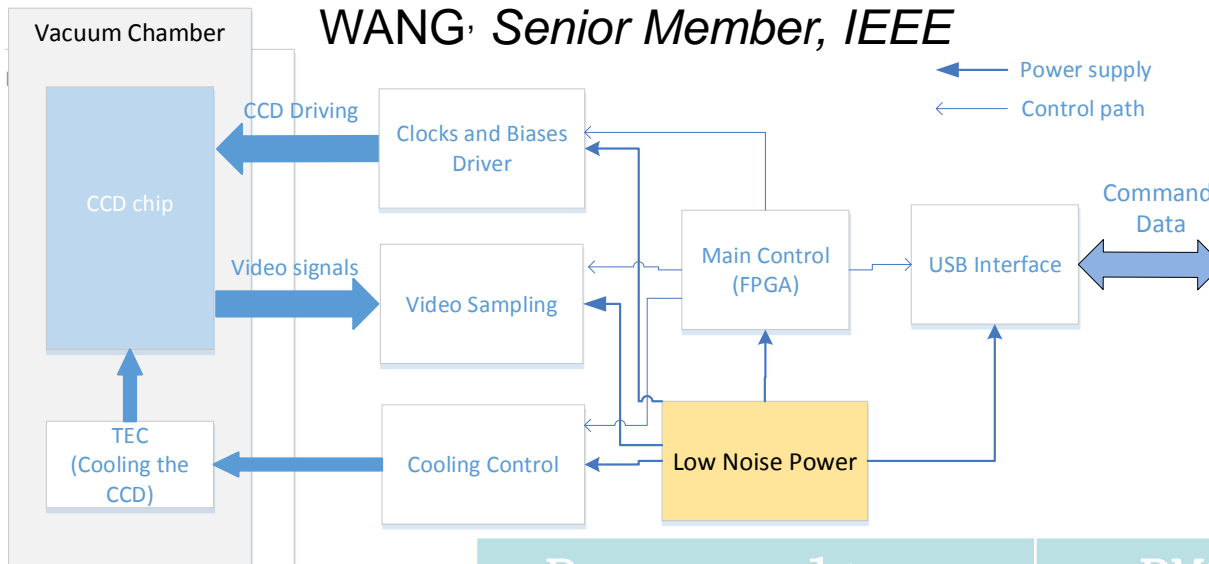 WANG, Senior Member, IEEE
Vacuum Chamber
Power supply
Control path
CCD Driving
Clocks and Biases
Driver
CCD chip
Command
Data
Main Control
(FPGA)
USB Interface
Video signals
Video Sampling
TEC
(Cooling the
CCD)
Cooling Control
Low Noise Power